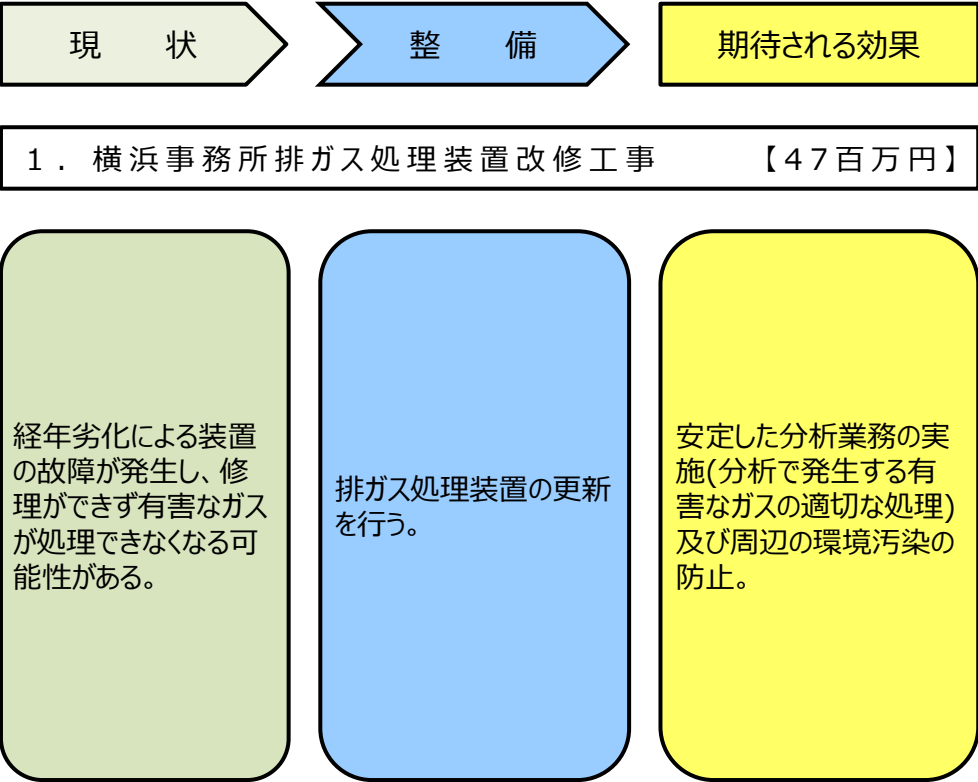 現　状
整　備
期待される効果
１．横浜事務所排ガス処理装置改修工事　【４７百万円】
経年劣化による装置
の故障が発生し、修
理ができず有害なガス
が処理できなくなる可
能性がある。
排ガス処理装置の更新
を行う。
安定した分析業務の実
施(分析で発生する有
害なガスの適切な処理)
及び周辺の環境汚染の
防止。